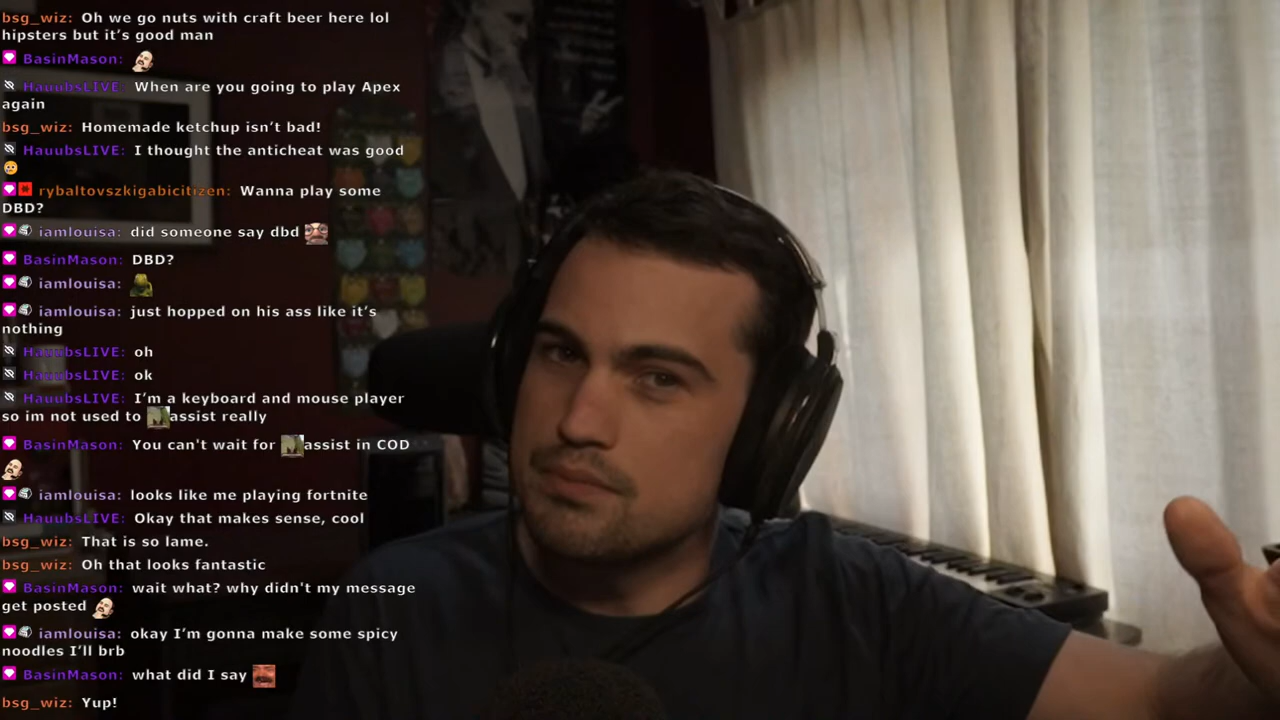 bsg_wiz: Oh we go nuts with craft beer here lol
hipsters but it’s good man
BasinMason:
HauubsLIVE: When are you going to play Apex
again
bsg_wiz: Homemade ketchup isn’t bad!
HauubsLIVE: I thought the anticheat was good
rybaltovszkigabicitizen: Wanna play some
DBD?
iamlouisa: did someone say dbd
BasinMason: DBD?
iamlouisa:
iamlouisa: just hopped on his ass like it’s
nothing
HauubsLIVE: oh
HauubsLIVE: ok
HauubsLIVE: I’m a keyboard and mouse player
so im not used to assist really
BasinMason: You can't wait for assist in COD
iamlouisa: looks like me playing fortnite
HauubsLIVE: Okay that makes sense, cool
bsg_wiz: That is so lame.
bsg_wiz: Oh that looks fantastic
BasinMason: wait what? why didn't my message
get posted
iamlouisa: okay I’m gonna make some spicy
noodles I’ll brb
BasinMason: what did I say
bsg_wiz: Yup!